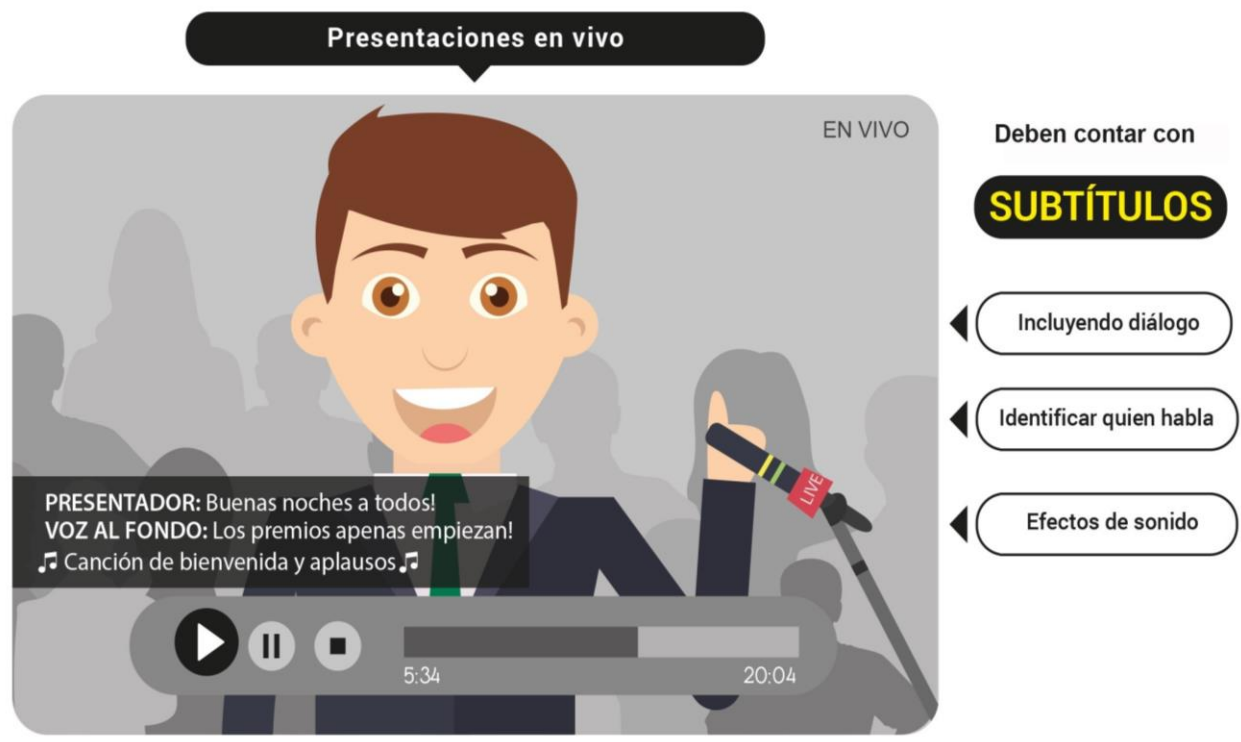 Presentaciones en vivo
EN VIVO
Deben contar con
SUBTÍTULOS
Incluyendo diálogo
Identificar quien habla
Efectos de sonido
LIVE
PRESENTADOR: Buenas noches a todos!
VOZ AL FONDO: Los premios apenas empiezan!
🎵 Canción de bienvenida y aplausos 🎵
5:34
20:04